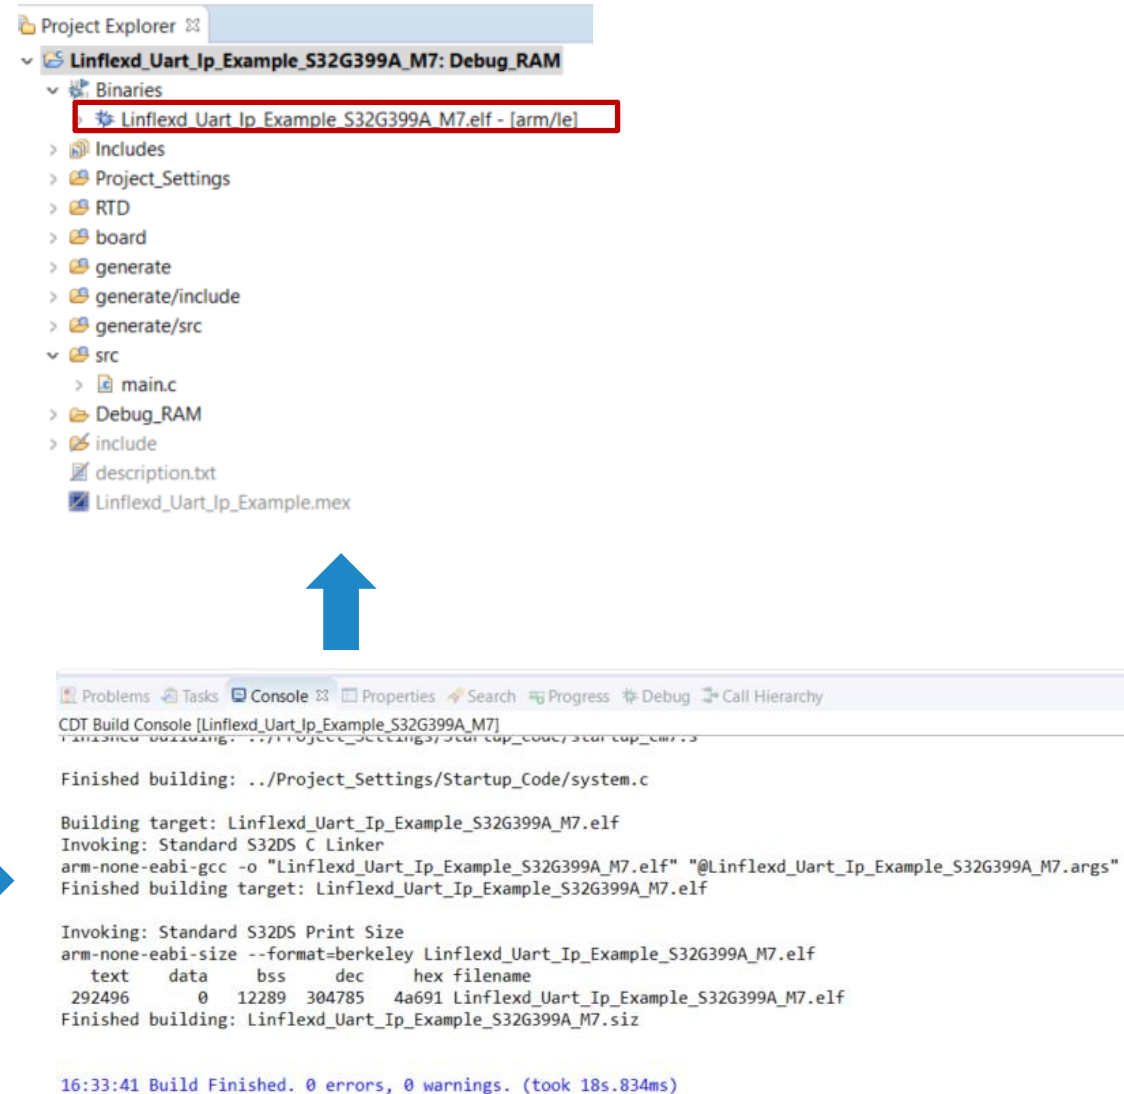 Project Explorer
Linflexd_Uart_Ip_Example_S32G399A_M7: Debug_RAM
Binaries
Linflexd_Uart_Ip_Example_S32G399A_M7.elf - [arm/le]
Includes
Project_Settings
RTD
board
generate
generate/include
generate/src
src
main.c
Debug_RAM
include
description.txt
Linflexd_Uart_Ip_Example.mex
Problems Tasks Console Properties Search Progress Debug Call Hierarchy
CDT Build Console [Linflexd_Uart_Ip_Example_S32G399A_M7]
Finished building: ../Project_Settings/Startup_Code/startup_cm7.s
Finished building: ../Project_Settings/Startup_Code/system.c
Building target: Linflexd_Uart_Ip_Example_S32G399A_M7.elf
Invoking: Standard S32DS C Linker
arm-none-eabi-gcc -o "Linflexd_Uart_Ip_Example_S32G399A_M7.elf" "@Linflexd_Uart_Ip_Example_S32G399A_M7.args"
Finished building target: Linflexd_Uart_Ip_Example_S32G399A_M7.elf
Invoking: Standard S32DS Print Size
arm-none-eabi-size --format=berkeley Linflexd_Uart_Ip_Example_S32G399A_M7.elf
text data bss dec hex filename
292496 0 12289 304785 4a691 Linflexd_Uart_Ip_Example_S32G399A_M7.elf
Finished building: Linflexd_Uart_Ip_Example_S32G399A_M7.siz
16:33:41 Build Finished. 0 errors, 0 warnings. (took 18s.834ms)